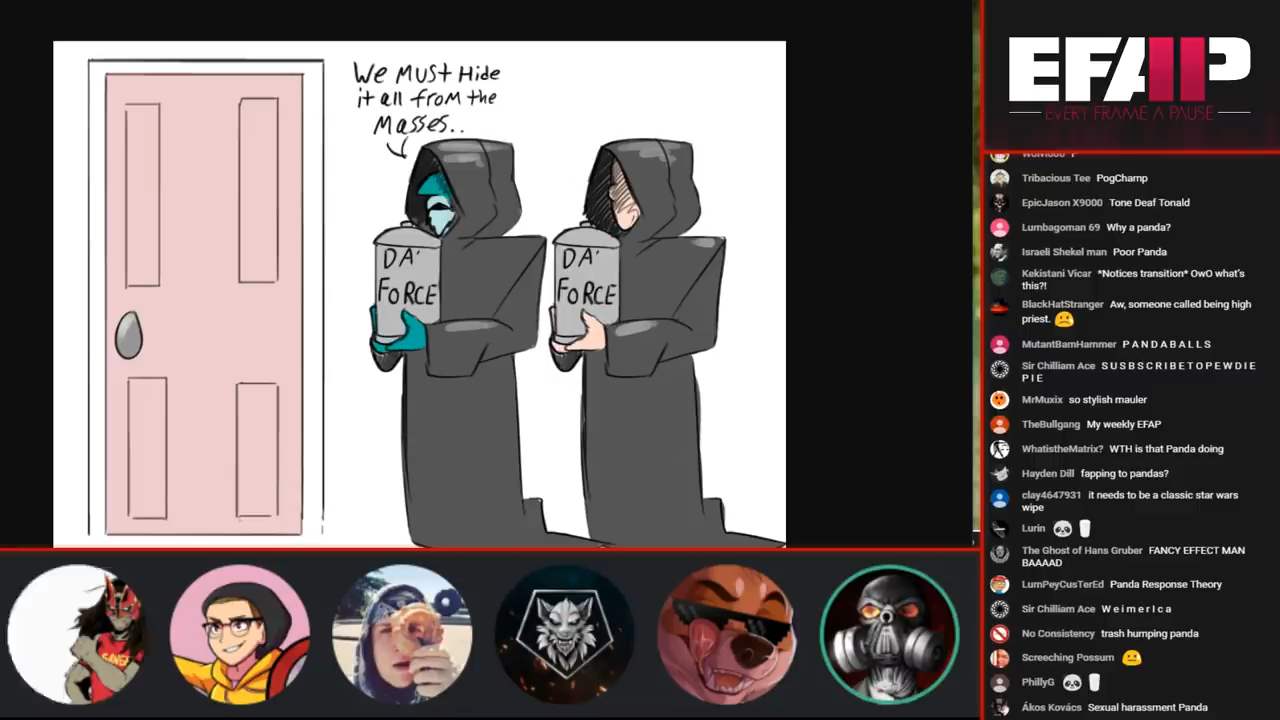 We Must Hide
it all from the
Masses..
DA'
FORCE
DA'
FORCE
EFAP
EVERY FRAME A PAUSE
Tribacious Tee PogChamp
EpicJason X9000 Tone Deaf Tonald
Lumbagoman 69 Why a panda?
Israeli Shekel man Poor Panda
Kekistani Vicar *Notices transition* OwO what's
this?!
BlackHatStranger Aw, someone called being high
priest.
MutantBamHammer P A N D A B A L L S
Sir Chilliam Ace S U S B S C R I B E T O P E W D I E
P I E
MrMuxix so stylish mauler
TheBullgang My weekly EFAP
WhatistheMatrix? WTH is that Panda doing
Hayden Dill fapping to pandas?
clay4647931 it needs to be a classic star wars
wipe
Lurin
The Ghost of Hans Gruber FANCY EFFECT MAN
BAAAAD
LumPeyCusTerEd Panda Response Theory
Sir Chilliam Ace W e i m e r I c a
No Consistency trash humping panda
Screeching Possum
PhillyG
Ákos Kovács Sexual harassment Panda